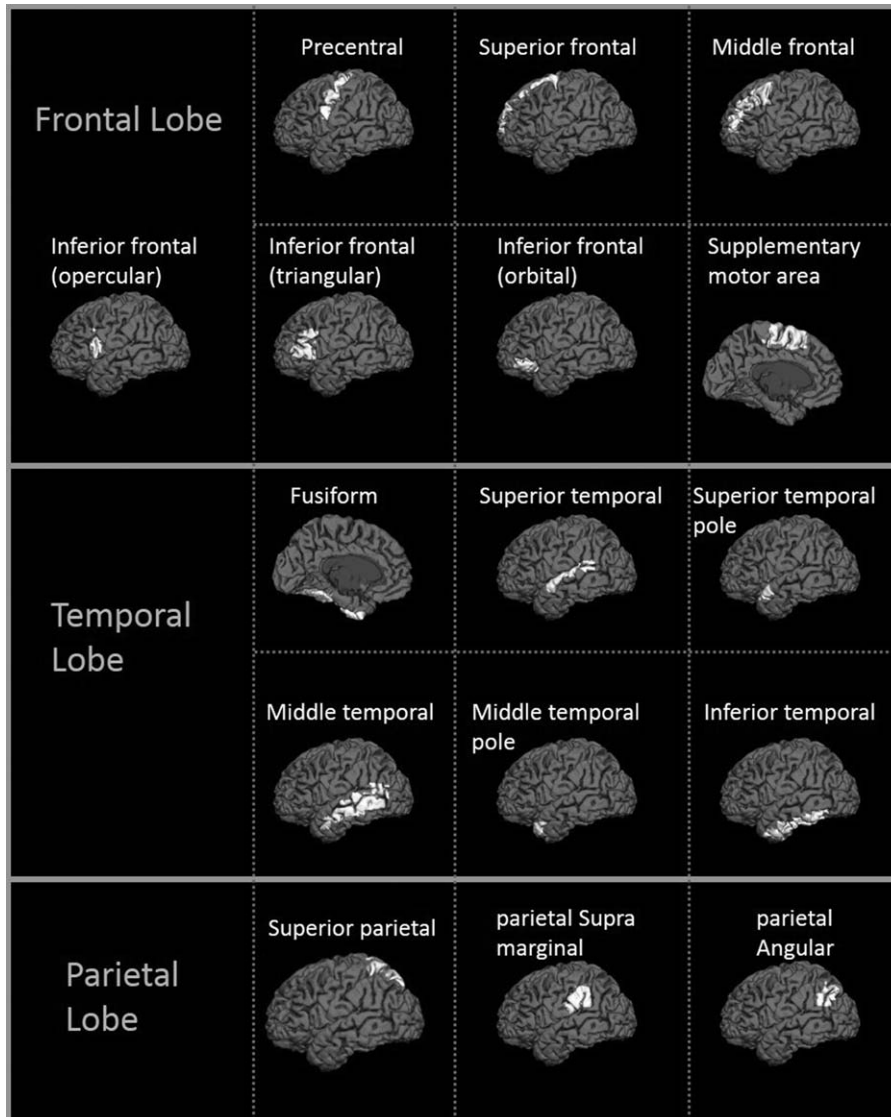 Frontal Lobe
Precentral
Superior frontal
Middle frontal
Inferior frontal
(opercular)
Inferior frontal
(triangular)
Inferior frontal
(orbital)
Supplementary
motor area
Temporal
Lobe
Fusiform
Superior temporal
Superior temporal
pole
Middle temporal
Middle temporal
pole
Inferior temporal
Parietal
Lobe
Superior parietal
parietal Supra
marginal
parietal
Angular